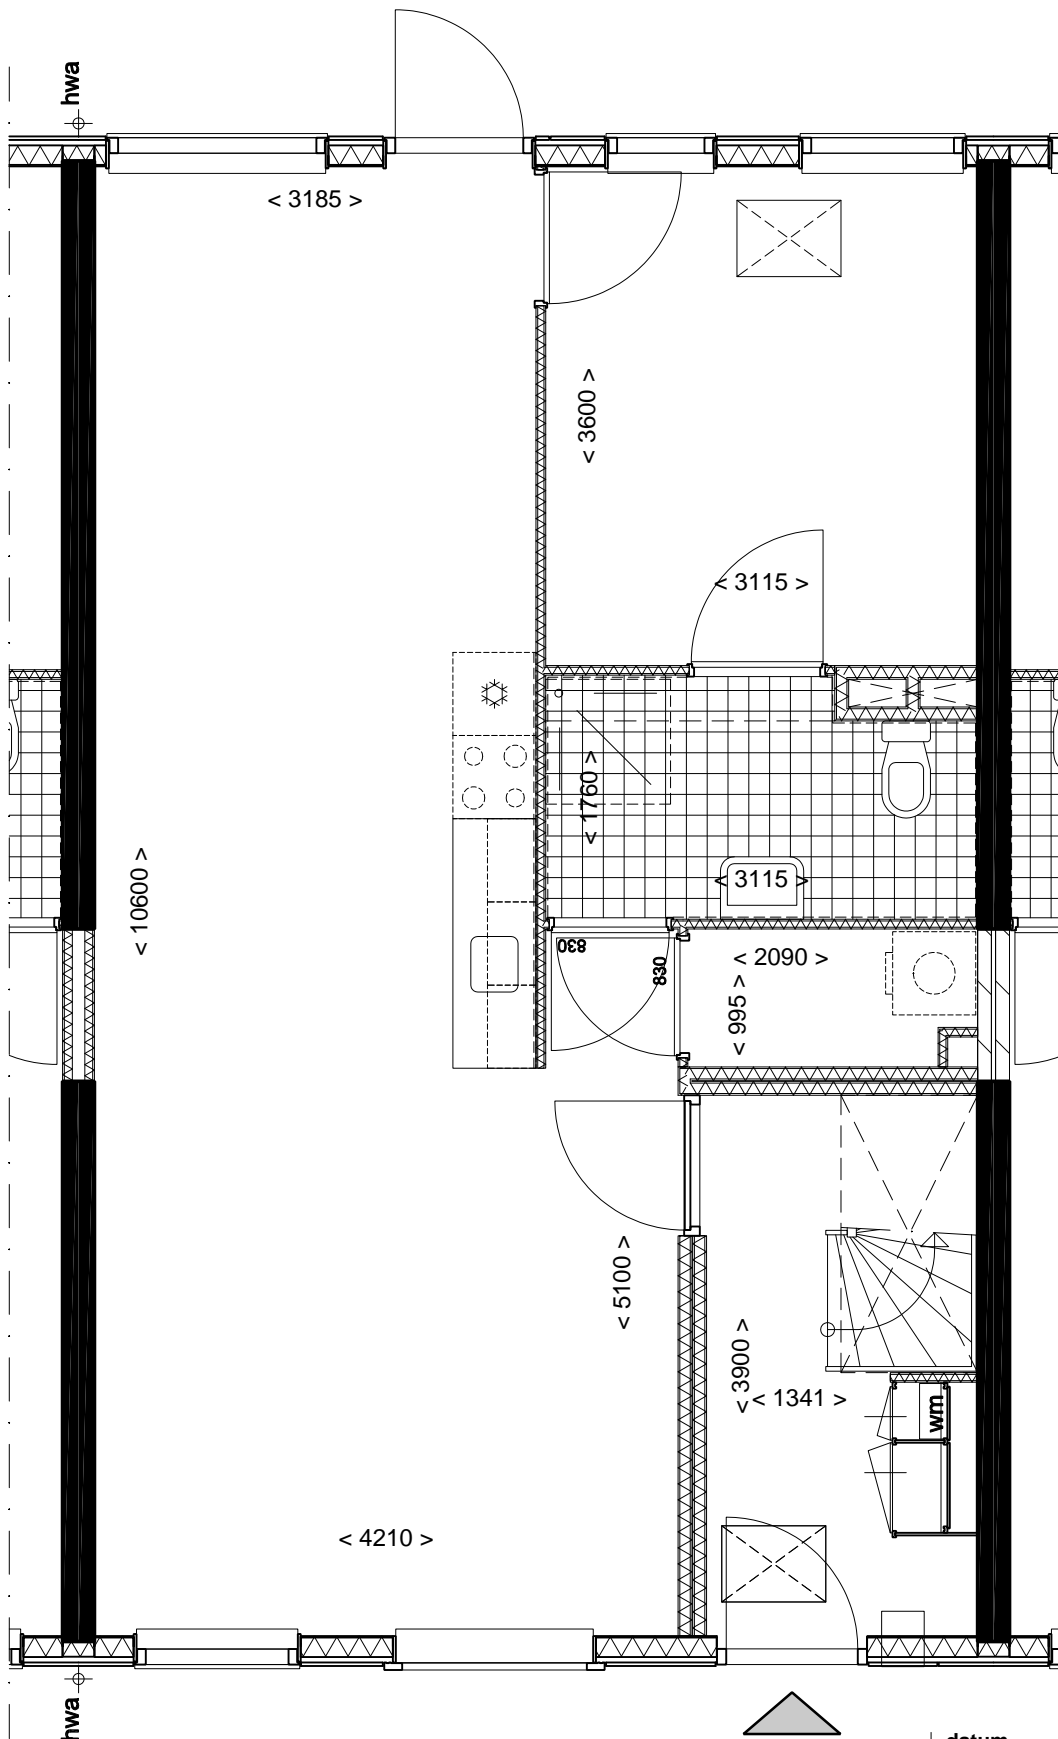 hwa
< 3185 >
< 3600 >
< 3115 >
< 1760 >
< 10600 >
< 3115 >
830
830
< 2090 >
< 995 >
< 5100 >
< 3900 >
< 1341 >
wm
< 4210 >
hwa
datum